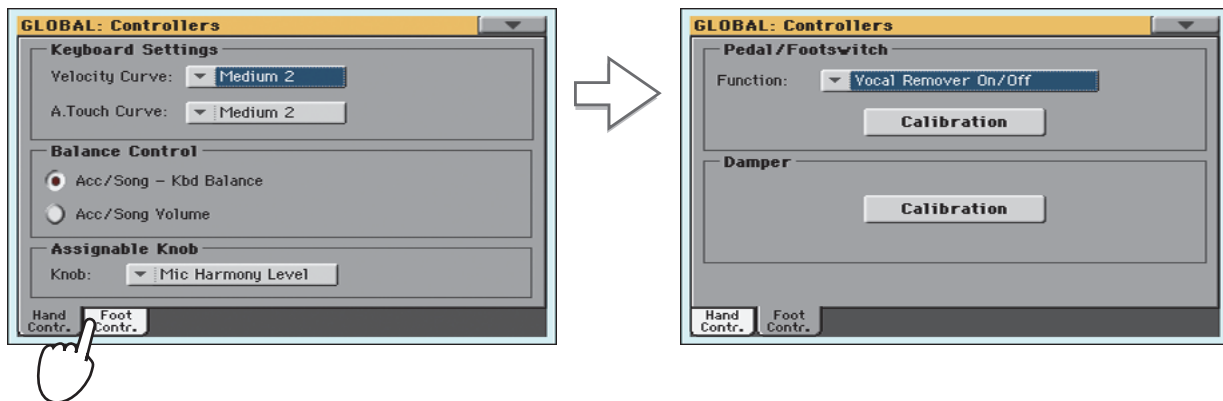 GLOBAL: Controllers
Keyboard Settings
Velocity Curve: Medium 2
A.Touch Curve: Medium 2
Balance Control
Acc/Song - Kbd Balance
Acc/Song Volume
Assignable Knob
Knob: Mic Harmony Level
Hand Contr.
Foot Contr.
GLOBAL: Controllers
Pedal/Footswitch
Function: Vocal Remover On/Off
Calibration
Damper
Calibration
Hand Contr.
Foot Contr.